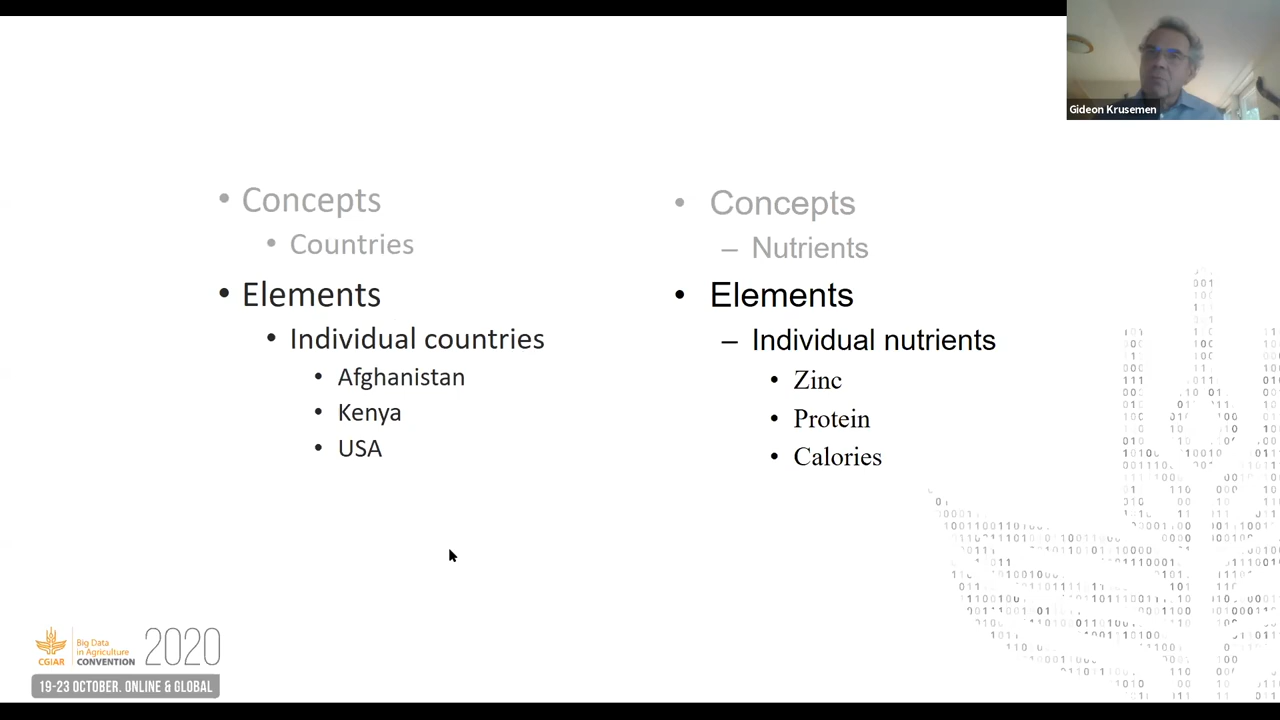 Gideon Krusemen
• Concepts
• Countries
• Elements
• Individual countries
• Afghanistan
• Kenya
• USA
• Concepts
– Nutrients
• Elements
– Individual nutrients
• Zinc
• Protein
• Calories
CGIAR
Big Data
in Agriculture
CONVENTION
2020
19-23 OCTOBER. ONLINE & GLOBAL